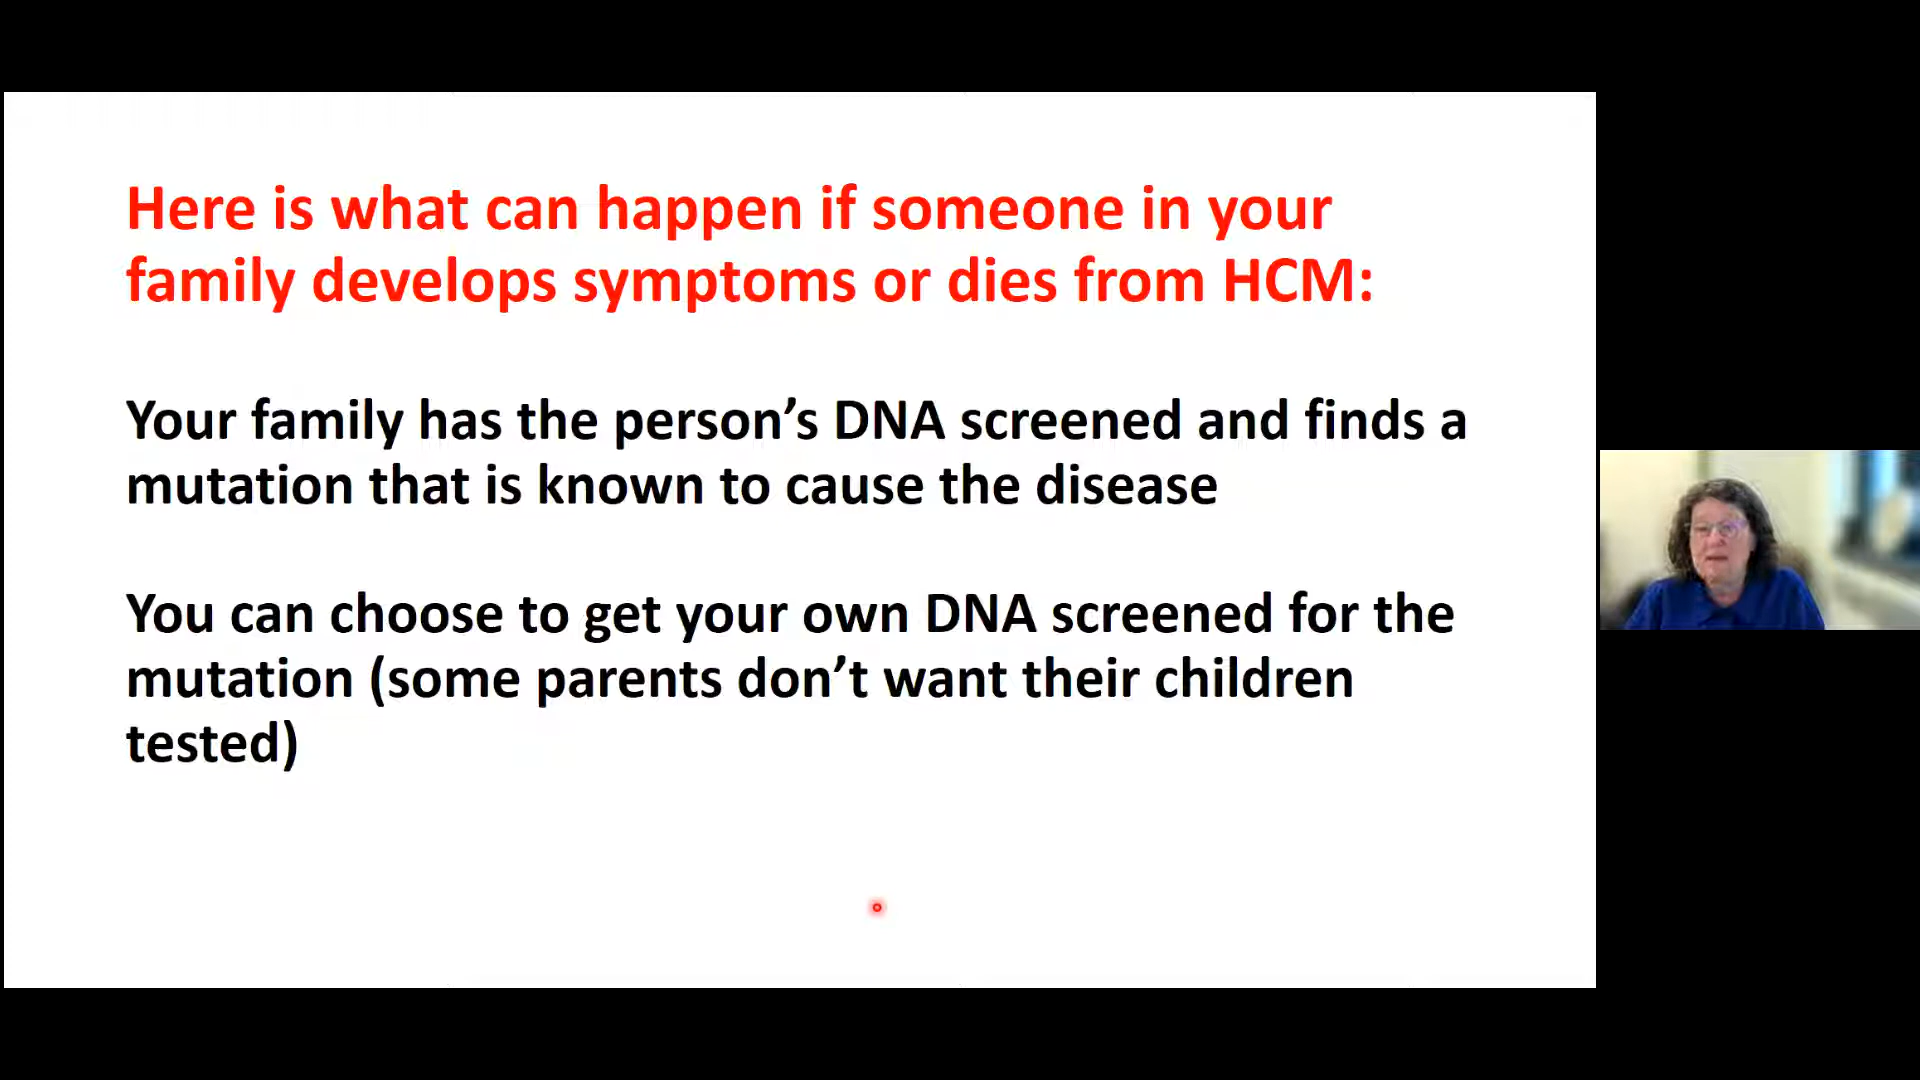 Here is what can happen if someone in your
family develops symptoms or dies from HCM:
Your family has the person’s DNA screened and finds a
mutation that is known to cause the disease
You can choose to get your own DNA screened for the
mutation (some parents don’t want their children
tested)